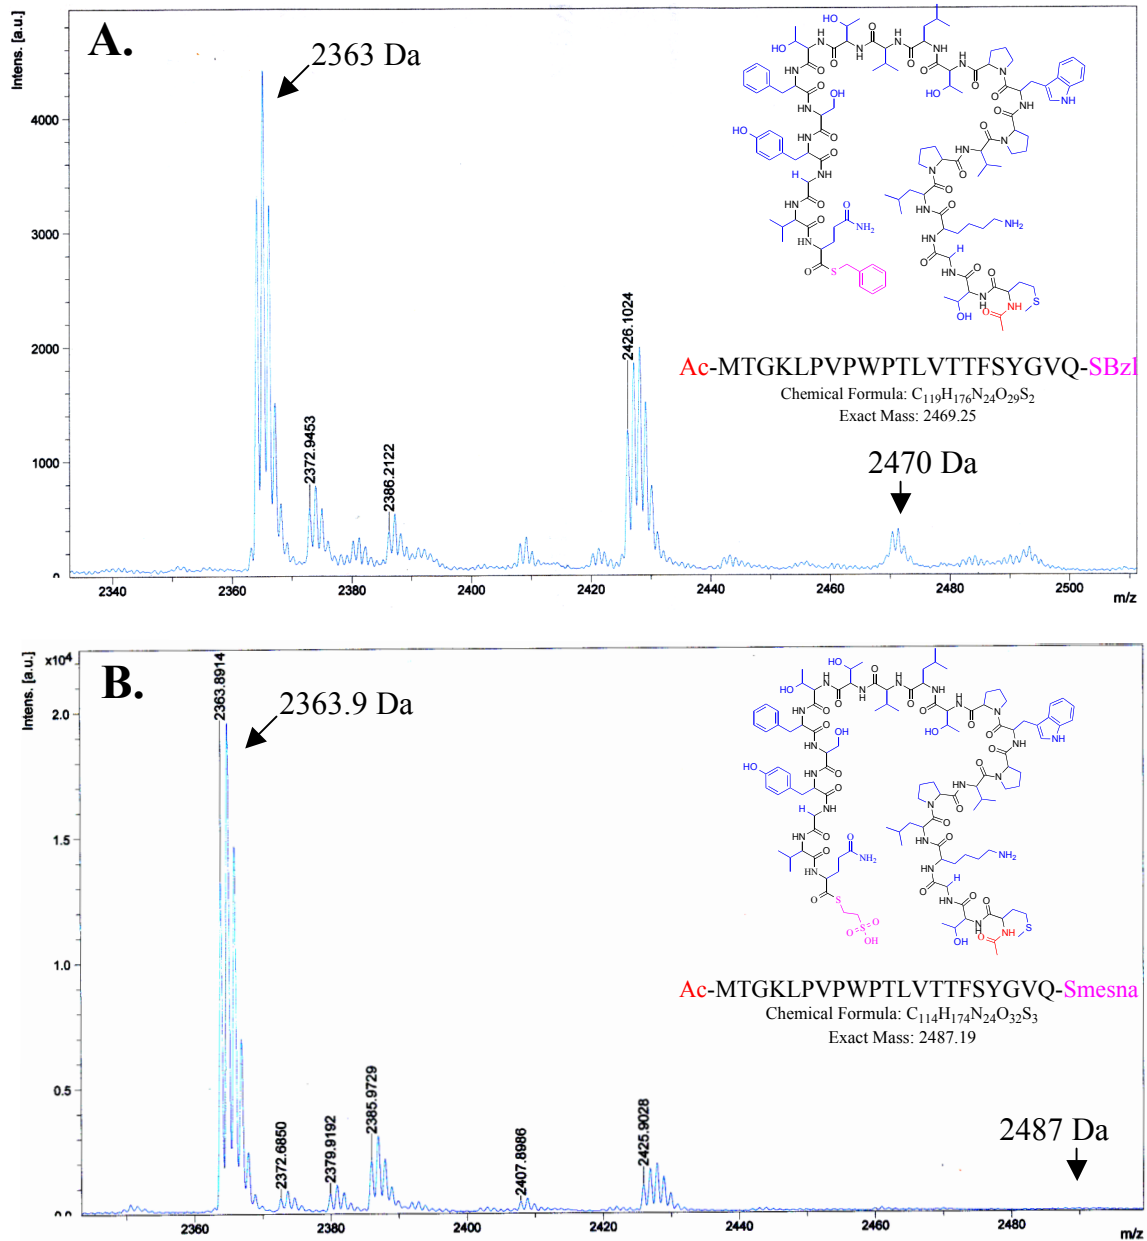 A.
Intens. [a.u.]
2363 Da
4000
3000
2000
1000
0
2372.9453
2386.2122
2426.1024
2470 Da
2340
2360
2380
2400
2420
2440
2460
2480
2500
m/z
Ac-MTGKLPVPWPTLVTTFSYGVQ-SBzl
Chemical Formula: C119H176N24O29S2
Exact Mass: 2469.25
B.
Intens. [a.u.]
x10⁴
2363.8914
2363.9 Da
2.0
1.5
1.0
0.5
0.0
2372.6850
2379.9192
2385.9729
2407.8986
2425.9028
2487 Da
2360
2380
2400
2420
2440
2460
2480
m/z
Ac-MTGKLPVPWPTLVTTFSYGVQ-Smesna
Chemical Formula: C114H174N24O32S3
Exact Mass: 2487.19